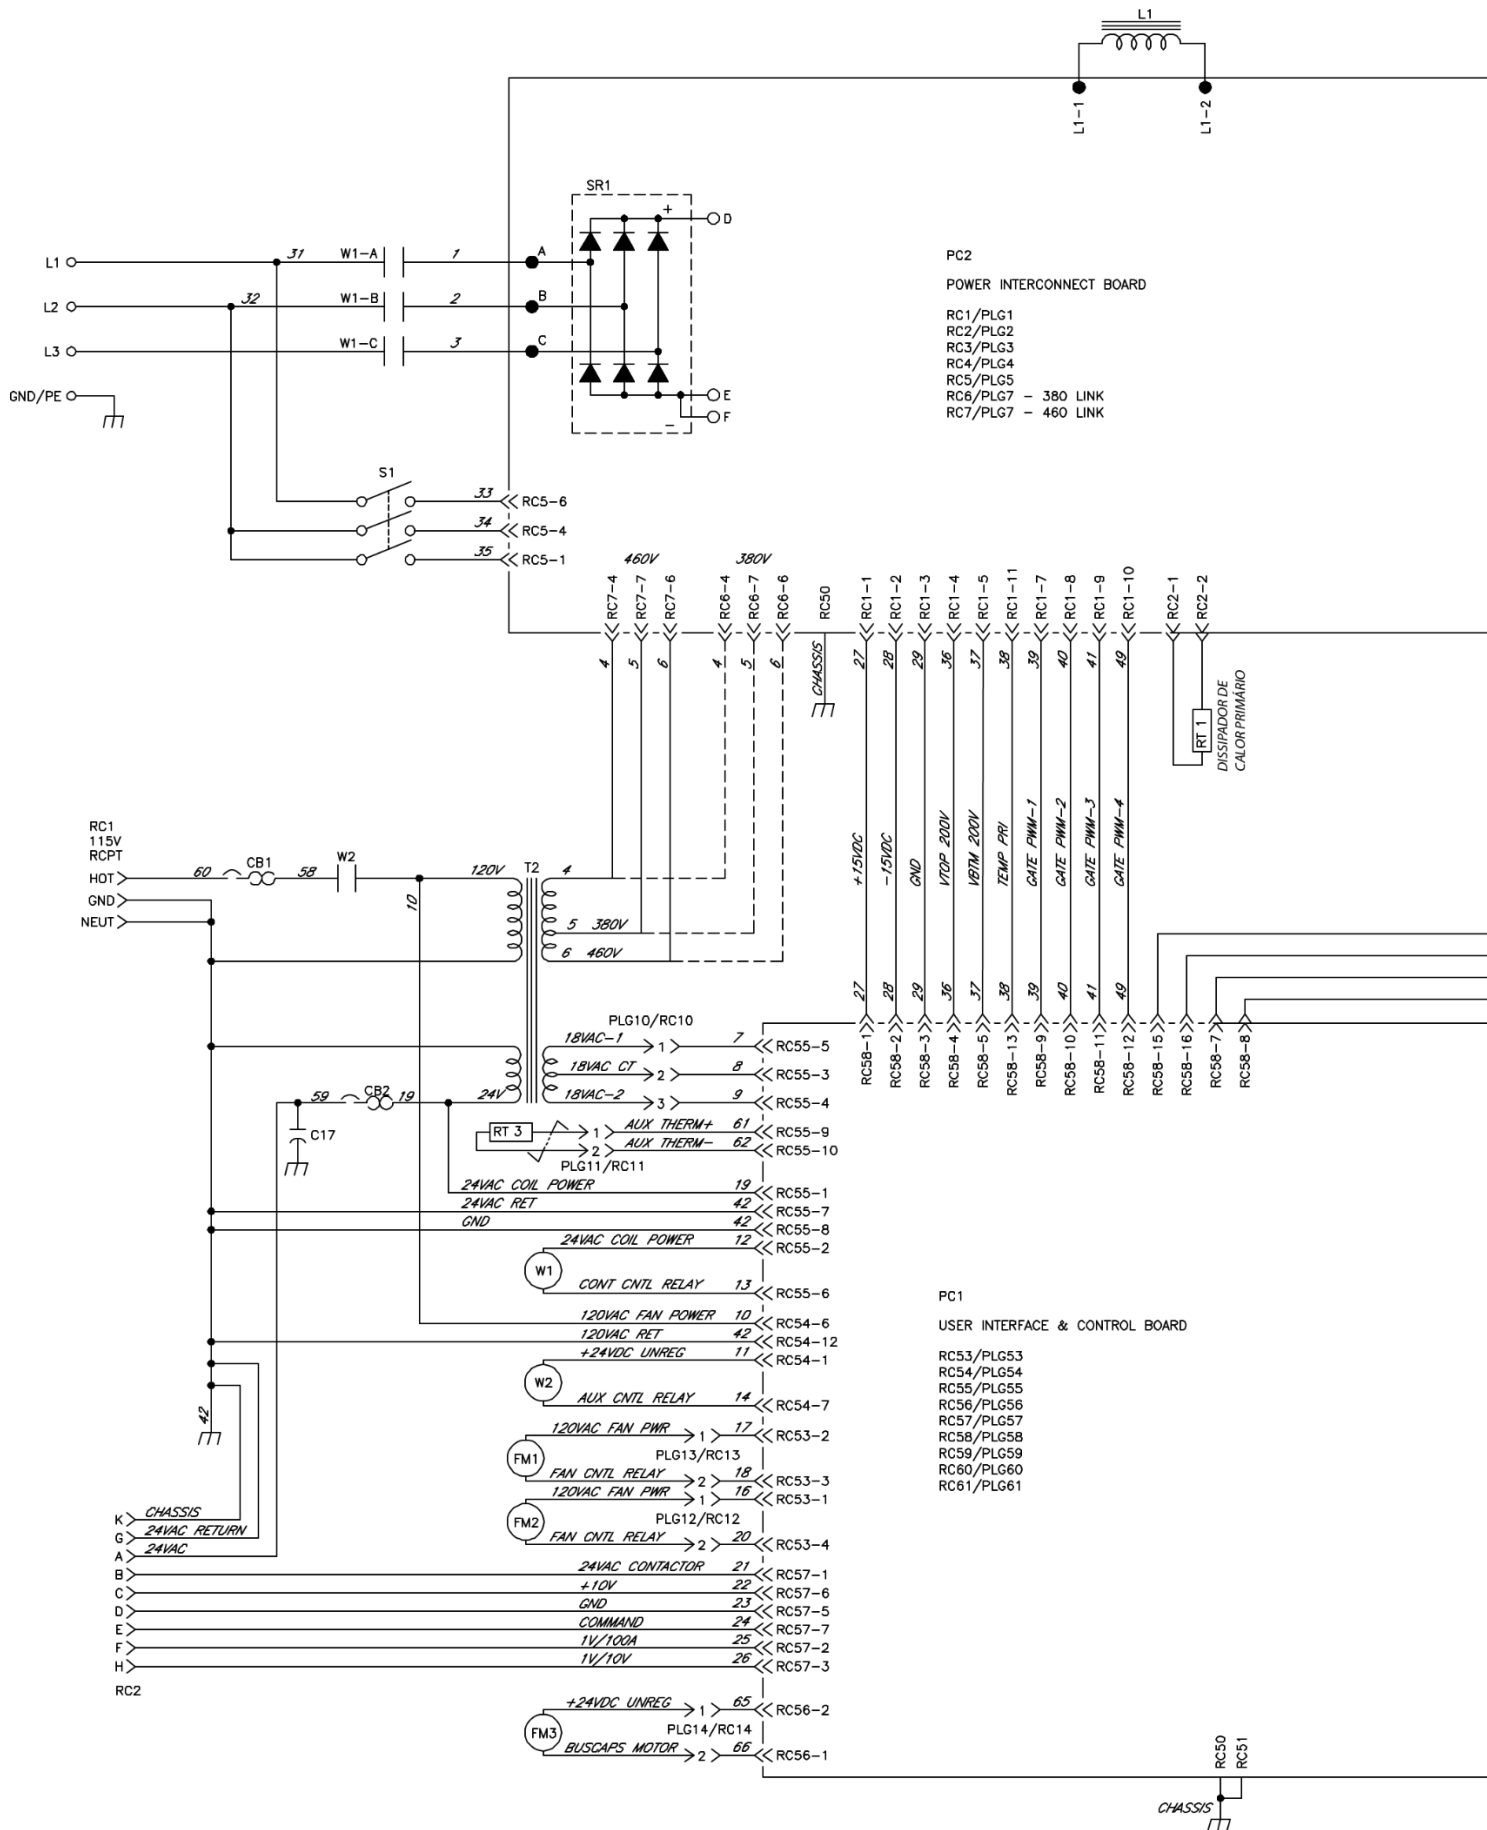 L1
L1-1
L1-2
SR1
+
D
L1
31
W1-A
1
A
L2
32
W1-B
2
B
L3
W1-C
3
C
GND/PE
E
F
-
PC2
POWER INTERCONNECT BOARD
RC1/PLG1
RC2/PLG2
RC3/PLG3
RC4/PLG4
RC5/PLG5
RC6/PLG7 - 380 LINK
RC7/PLG7 - 460 LINK
S1
33
RC5-6
34
RC5-4
35
RC5-1
460V
380V
RC7-4
RC7-7
RC7-6
RC6-4
RC6-7
RC6-6
RC50
RC1-1
RC1-2
RC1-3
RC1-4
RC1-5
RC1-11
RC1-7
RC1-8
RC1-9
RC1-10
RC2-1
RC2-2
4
5
6
4
5
6
CHASSIS
27
28
29
36
37
38
39
40
41
49
RT 1
DISSIPADOR DE
CALOR PRIMÁRIO
+15VDC
-15VDC
GND
VTOP 200V
VBTM 200V
TEMP PRI
GATE PWM-1
GATE PWM-2
GATE PWM-3
GATE PWM-4
27
28
29
36
37
38
39
40
41
49
RC58-1
RC58-2
RC58-3
RC58-4
RC58-5
RC58-13
RC58-9
RC58-10
RC58-11
RC58-12
RC58-15
RC58-16
RC58-7
RC58-8
RC1
115V
RCPT
HOT
60
CB1
58
W2
10
120V
T2
4
GND
NEUT
5 380V
6 460V
PLG10/RC10
18VAC-1
1
7
RC55-5
18VAC CT
2
8
RC55-3
18VAC-2
3
9
RC55-4
59
CB2
19
24V
C17
RT 3
1
AUX THERM+
61
RC55-9
2
AUX THERM-
62
RC55-10
PLG11/RC11
24VAC COIL POWER
19
RC55-1
24VAC RET
42
RC55-7
GND
42
RC55-8
24VAC COIL POWER
12
RC55-2
W1
CONT CNTL RELAY
13
RC55-6
120VAC FAN POWER
10
RC54-6
120VAC RET
42
RC54-12
+24VDC UNREG
11
RC54-1
W2
AUX CNTL RELAY
14
RC54-7
42
120VAC FAN PWR
1
17
RC53-2
FM1
PLG13/RC13
FAN CNTL RELAY
2
18
RC53-3
120VAC FAN PWR
1
16
RC53-1
FM2
PLG12/RC12
FAN CNTL RELAY
2
20
RC53-4
PC1
USER INTERFACE & CONTROL BOARD
RC53/PLG53
RC54/PLG54
RC55/PLG55
RC56/PLG56
RC57/PLG57
RC58/PLG58
RC59/PLG59
RC60/PLG60
RC61/PLG61
K
CHASSIS
G
24VAC RETURN
A
24VAC
B
24VAC CONTACTOR
21
RC57-1
C
+10V
22
RC57-6
D
GND
23
RC57-5
E
COMMAND
24
RC57-7
F
1V/100A
25
RC57-2
H
1V/10V
26
RC57-3
RC2
+24VDC UNREG
1
65
RC56-2
FM3
PLG14/RC14
BUSCAPS MOTOR
2
66
RC56-1
RC50
RC51
CHASSIS